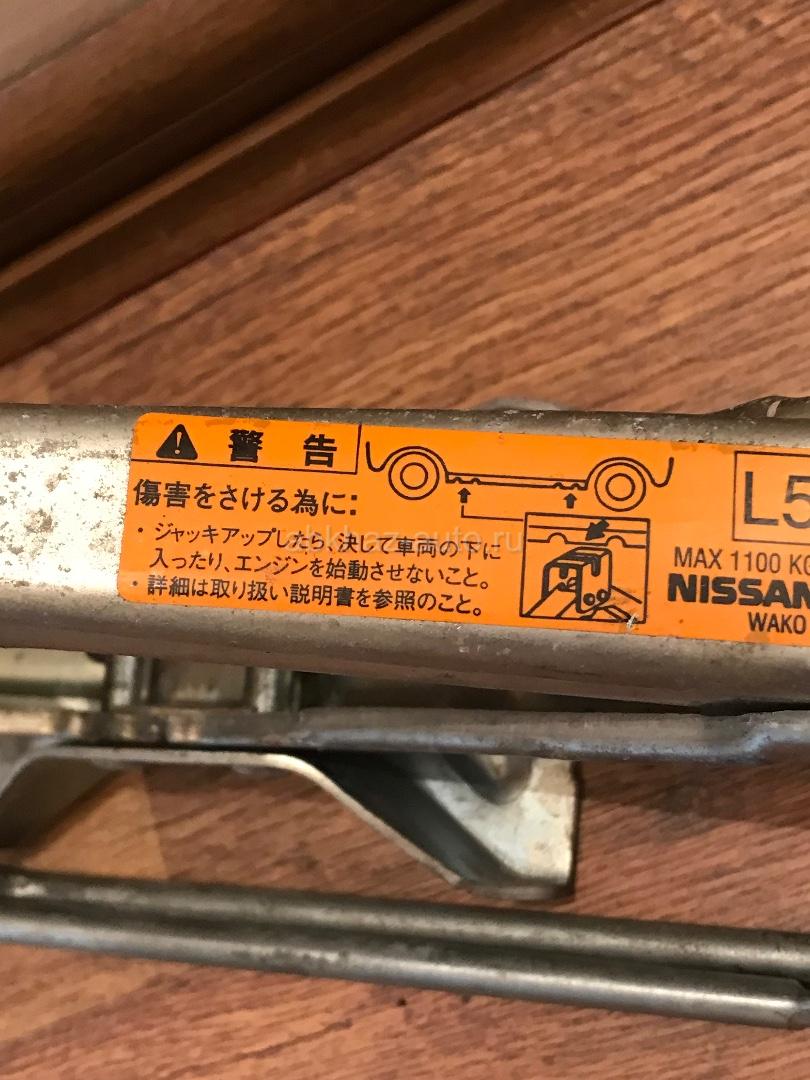 警告
傷害をさける為に:
・ジャッキアップしたら、決して車両の下に
入ったり、エンジンを始動させないこと。
・詳細は取り扱い説明書を参照のこと。
L5
MAX 1100 KG
NISSAN
WAKO
abkhaz-auto.ru